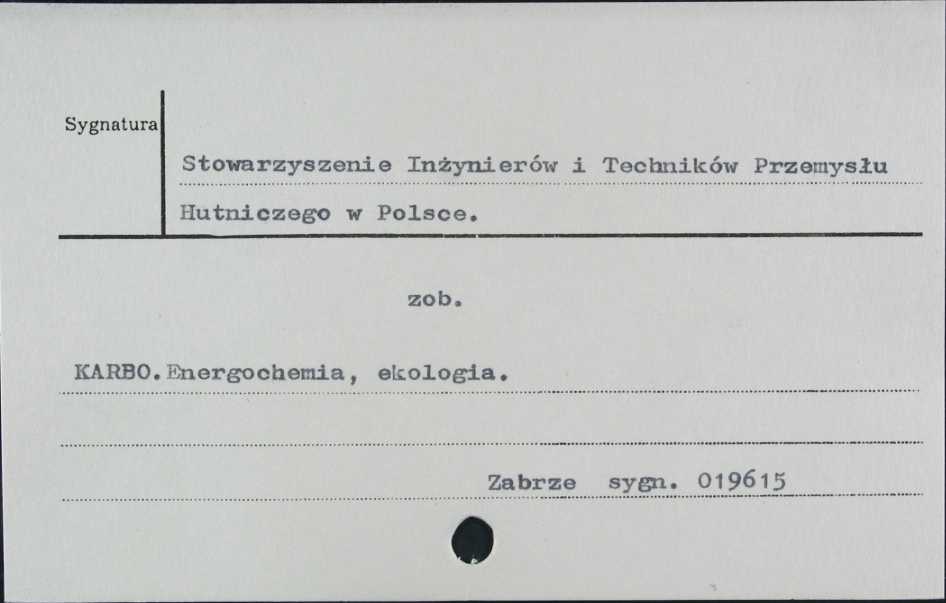 Sygnatura
Stowarzyszenie Inżynierów i Techników Przemysłu
Hutniczego w Polsce.
zob.
KARBO.Energochemia, ekologia.
Zabrze sygn. 019615